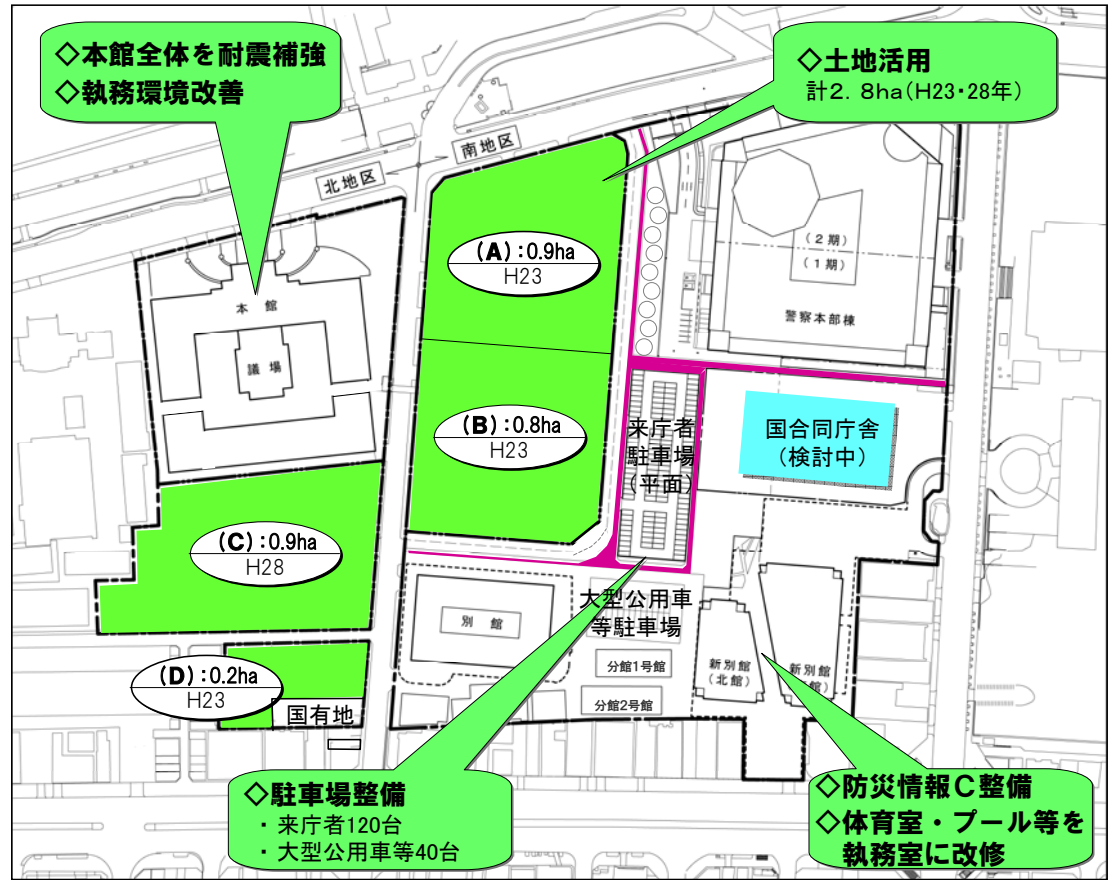 ◇本館全体を耐震補強
◇執務環境改善
◇土地活用
計2．8ha（H23・28年）
南地区
北地区
（2期）
（1期）
警察本部棟
(A)：0.9ha
H23
本館
議場
(B)：0.8ha
H23
来庁者
駐車場
（平面）
国合同庁舎
（検討中）
(C)：0.9ha
H28
別館
大型公用車
等駐車場
分館1号館
分館2号館
新別館
（北館）
新別館
館）
(D)：0.2ha
H23
国有地
◇駐車場整備
・来庁者120台
・大型公用車等40台
◇防災情報C整備
◇体育室・プール等を
執務室に改修